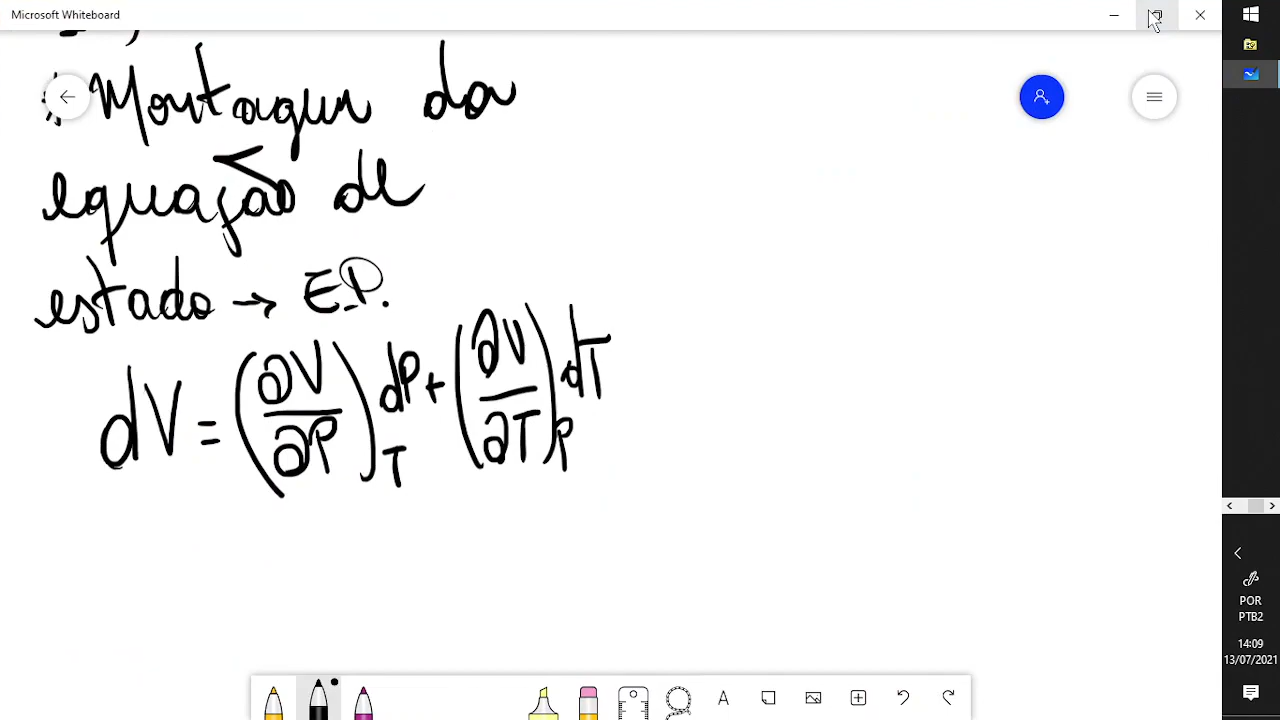 Microsoft Whiteboard
* Montagem da
equação de
estado → E.P.
dV = (∂V/∂P)_T dP + (∂V/∂T)_P dT
POR
PTB2
14:09
13/07/2021